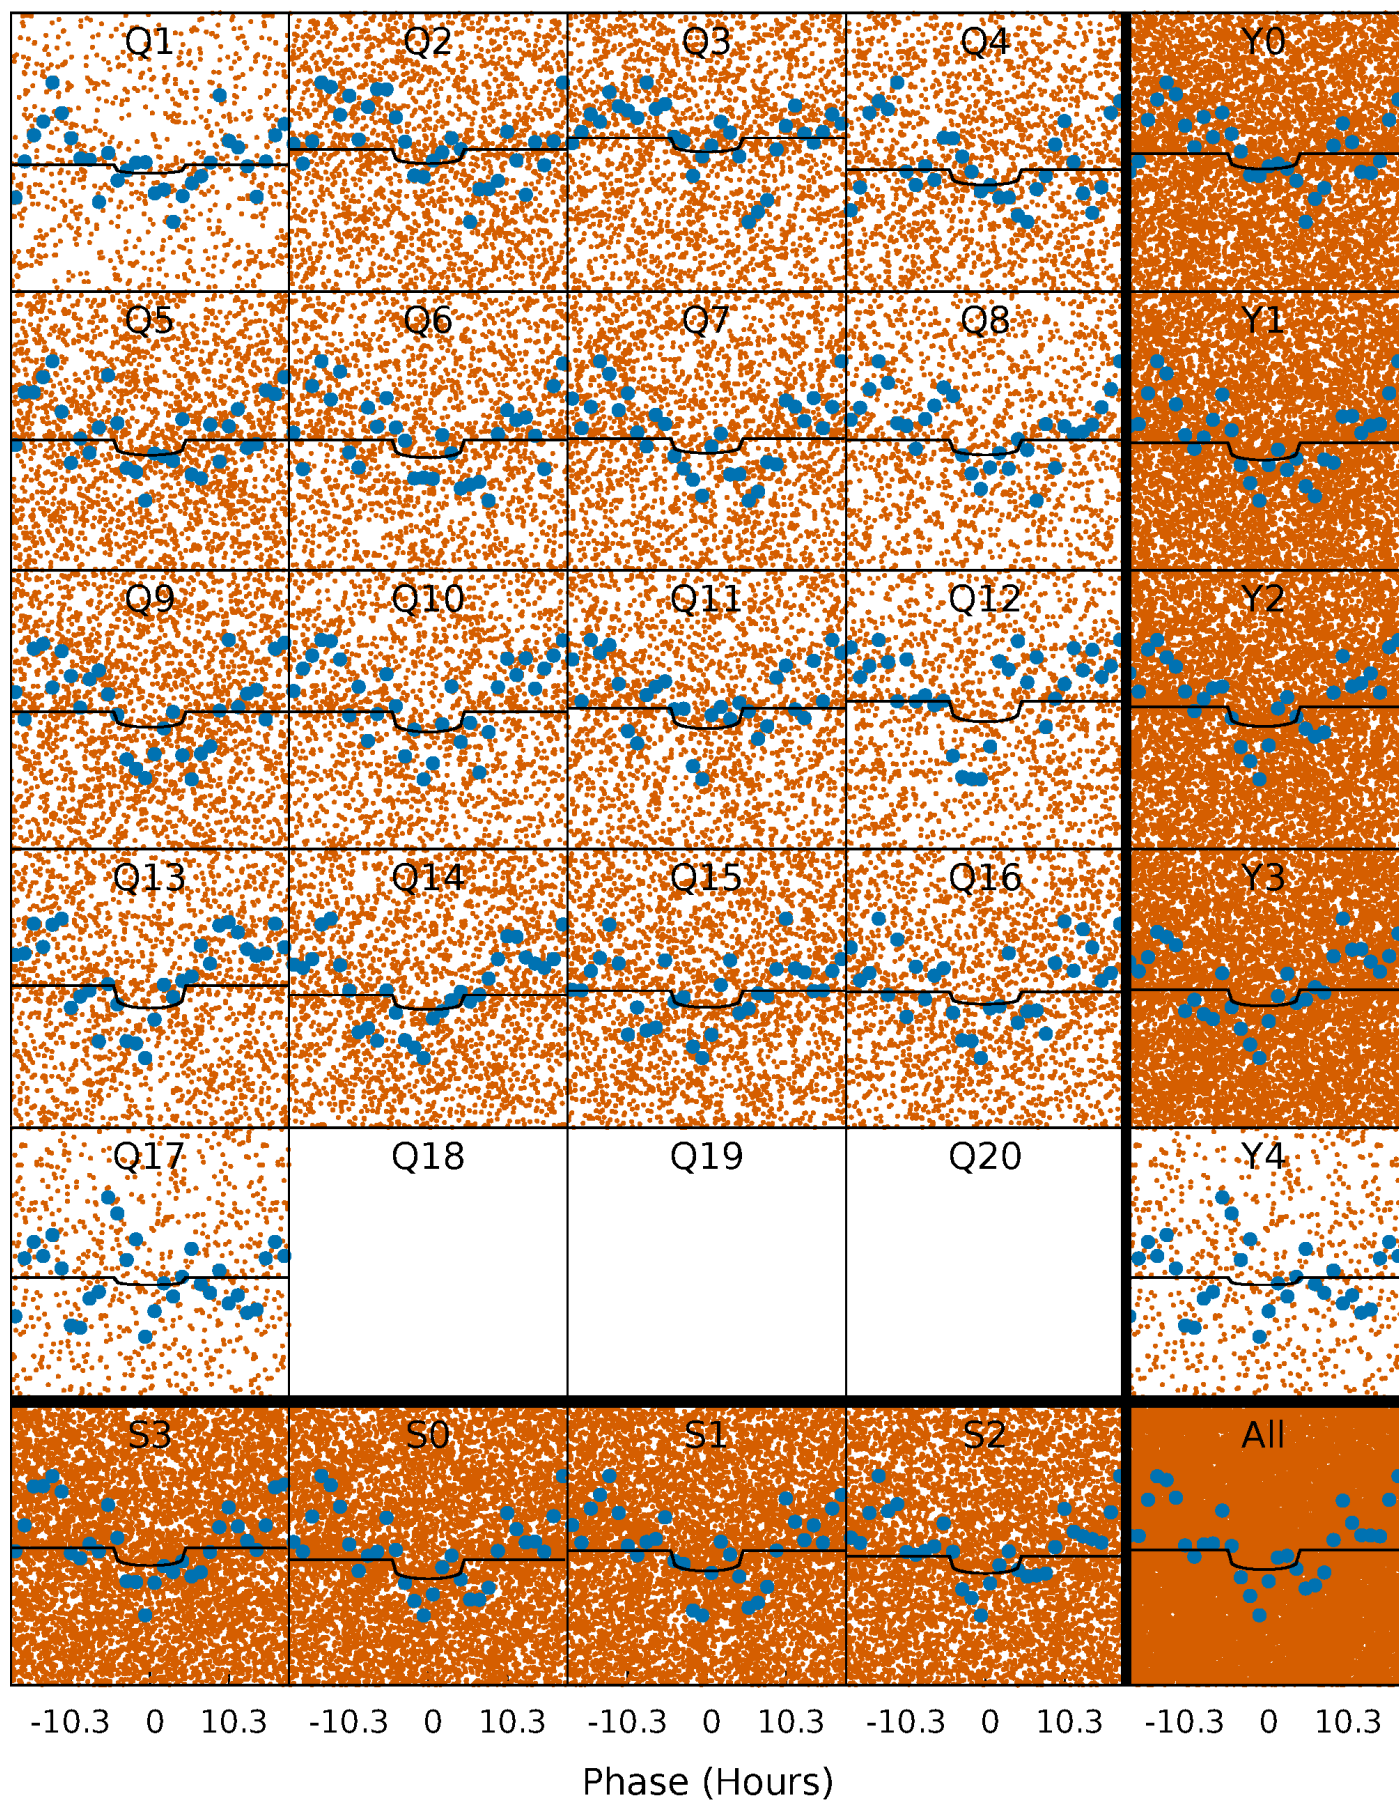 Q1 Q2 Q3 Q4 Y0
Q5 Q6 Q7 Q8 Y1
Q9 Q10 Q11 Q12 Y2
Q13 Q14 Q15 Q16 Y3
Q17 Q18 Q19 Q20 Y4
S3 S0 S1 S2 All
-10.3 0 10.3 -10.3 0 10.3 -10.3 0 10.3 -10.3 0 10.3 -10.3 0 10.3
Phase (Hours)